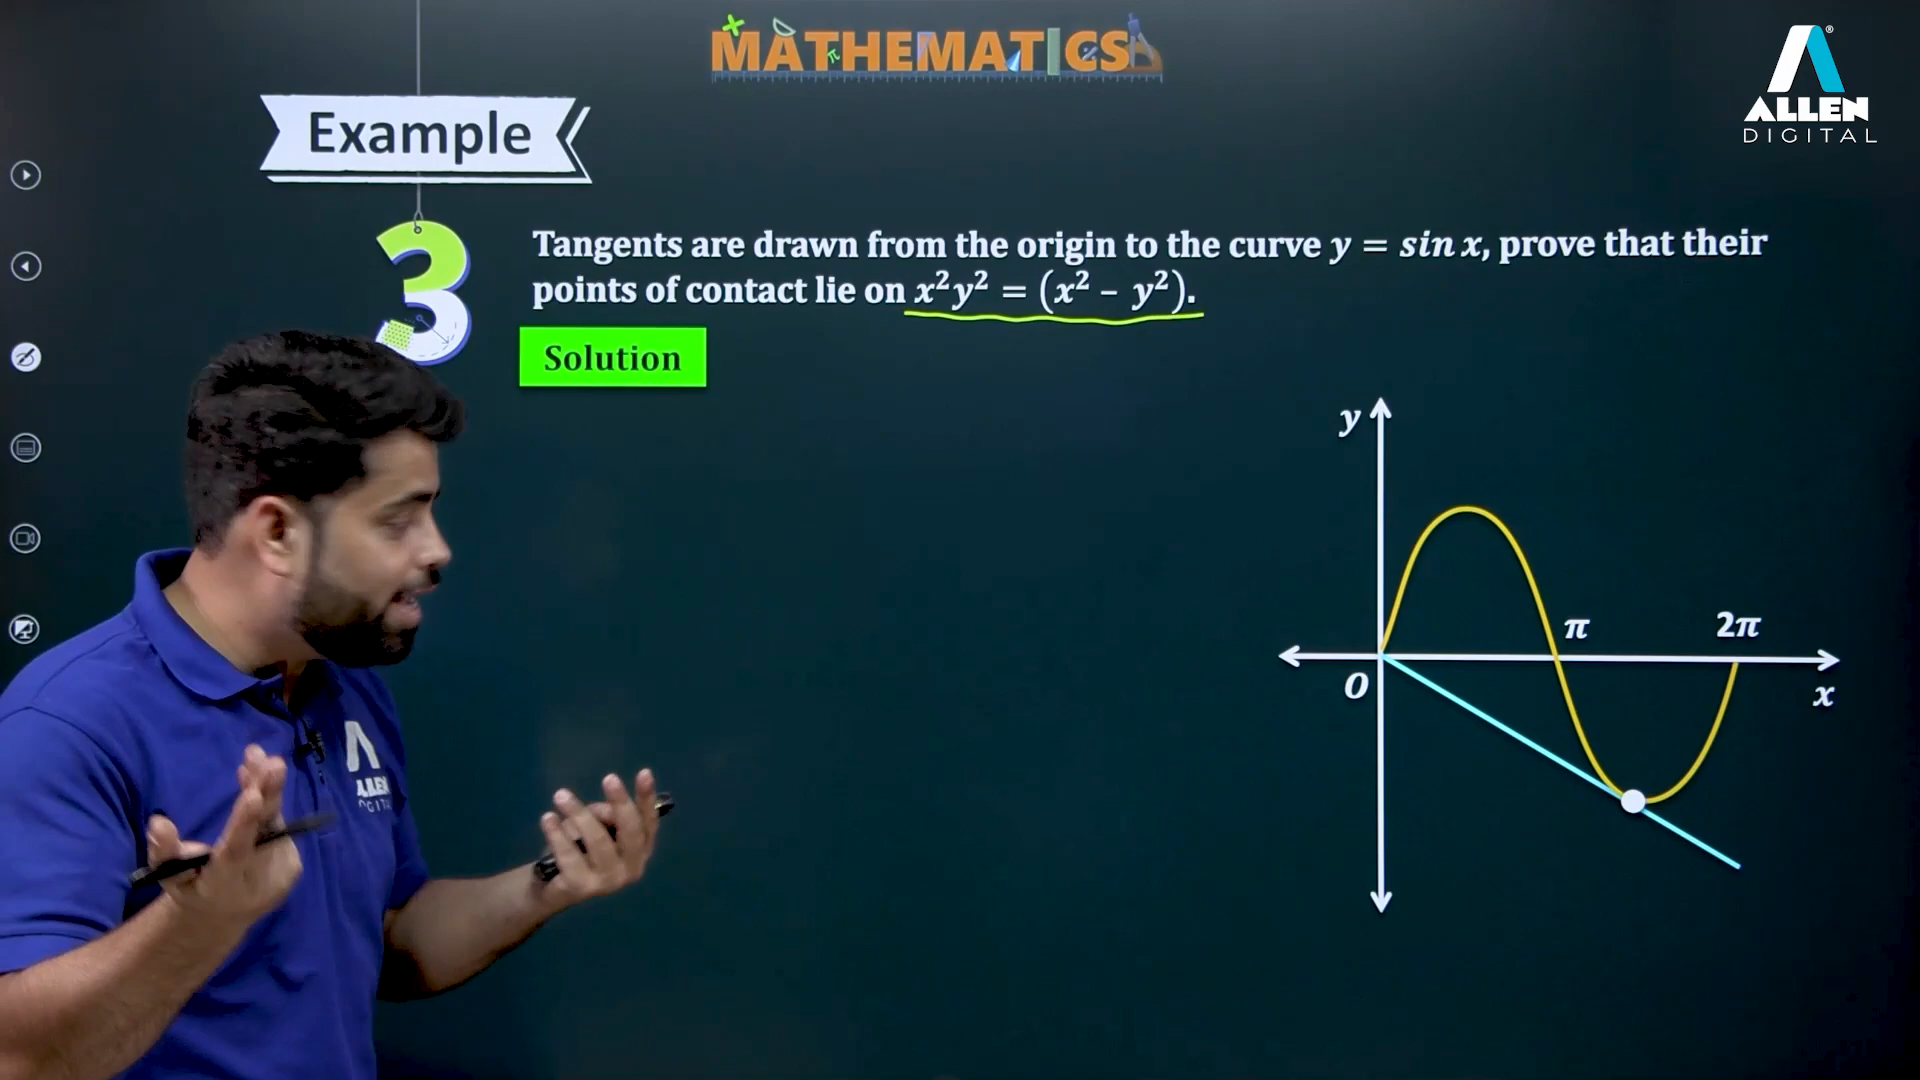 MATHEMATICS
ALLEN
DIGITAL
Example
3
Tangents are drawn from the origin to the curve y = sin x, prove that their
points of contact lie on x²y² = (x² − y²).
Solution
y
π
2π
O
x
ALLEN